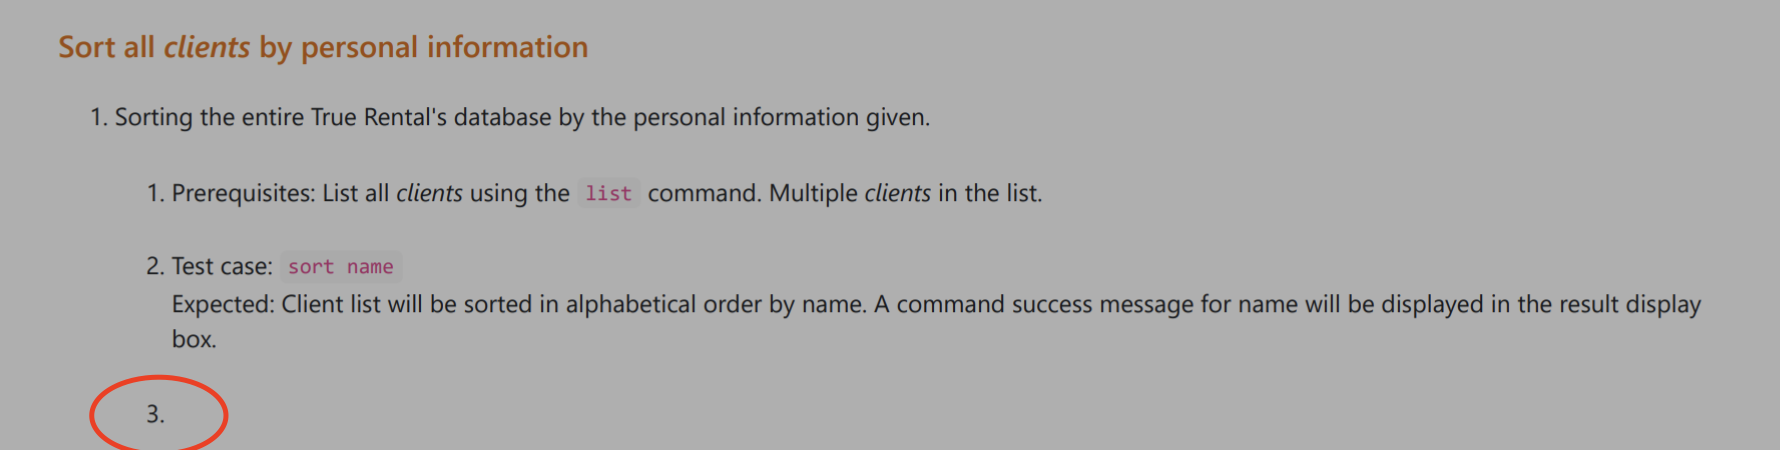 Sort all clients by personal information
1. Sorting the entire True Rental's database by the personal information given.
1. Prerequisites: List all clients using the list command. Multiple clients in the list.
2. Test case: sort name
Expected: Client list will be sorted in alphabetical order by name. A command success message for name will be displayed in the result display
box.
3.